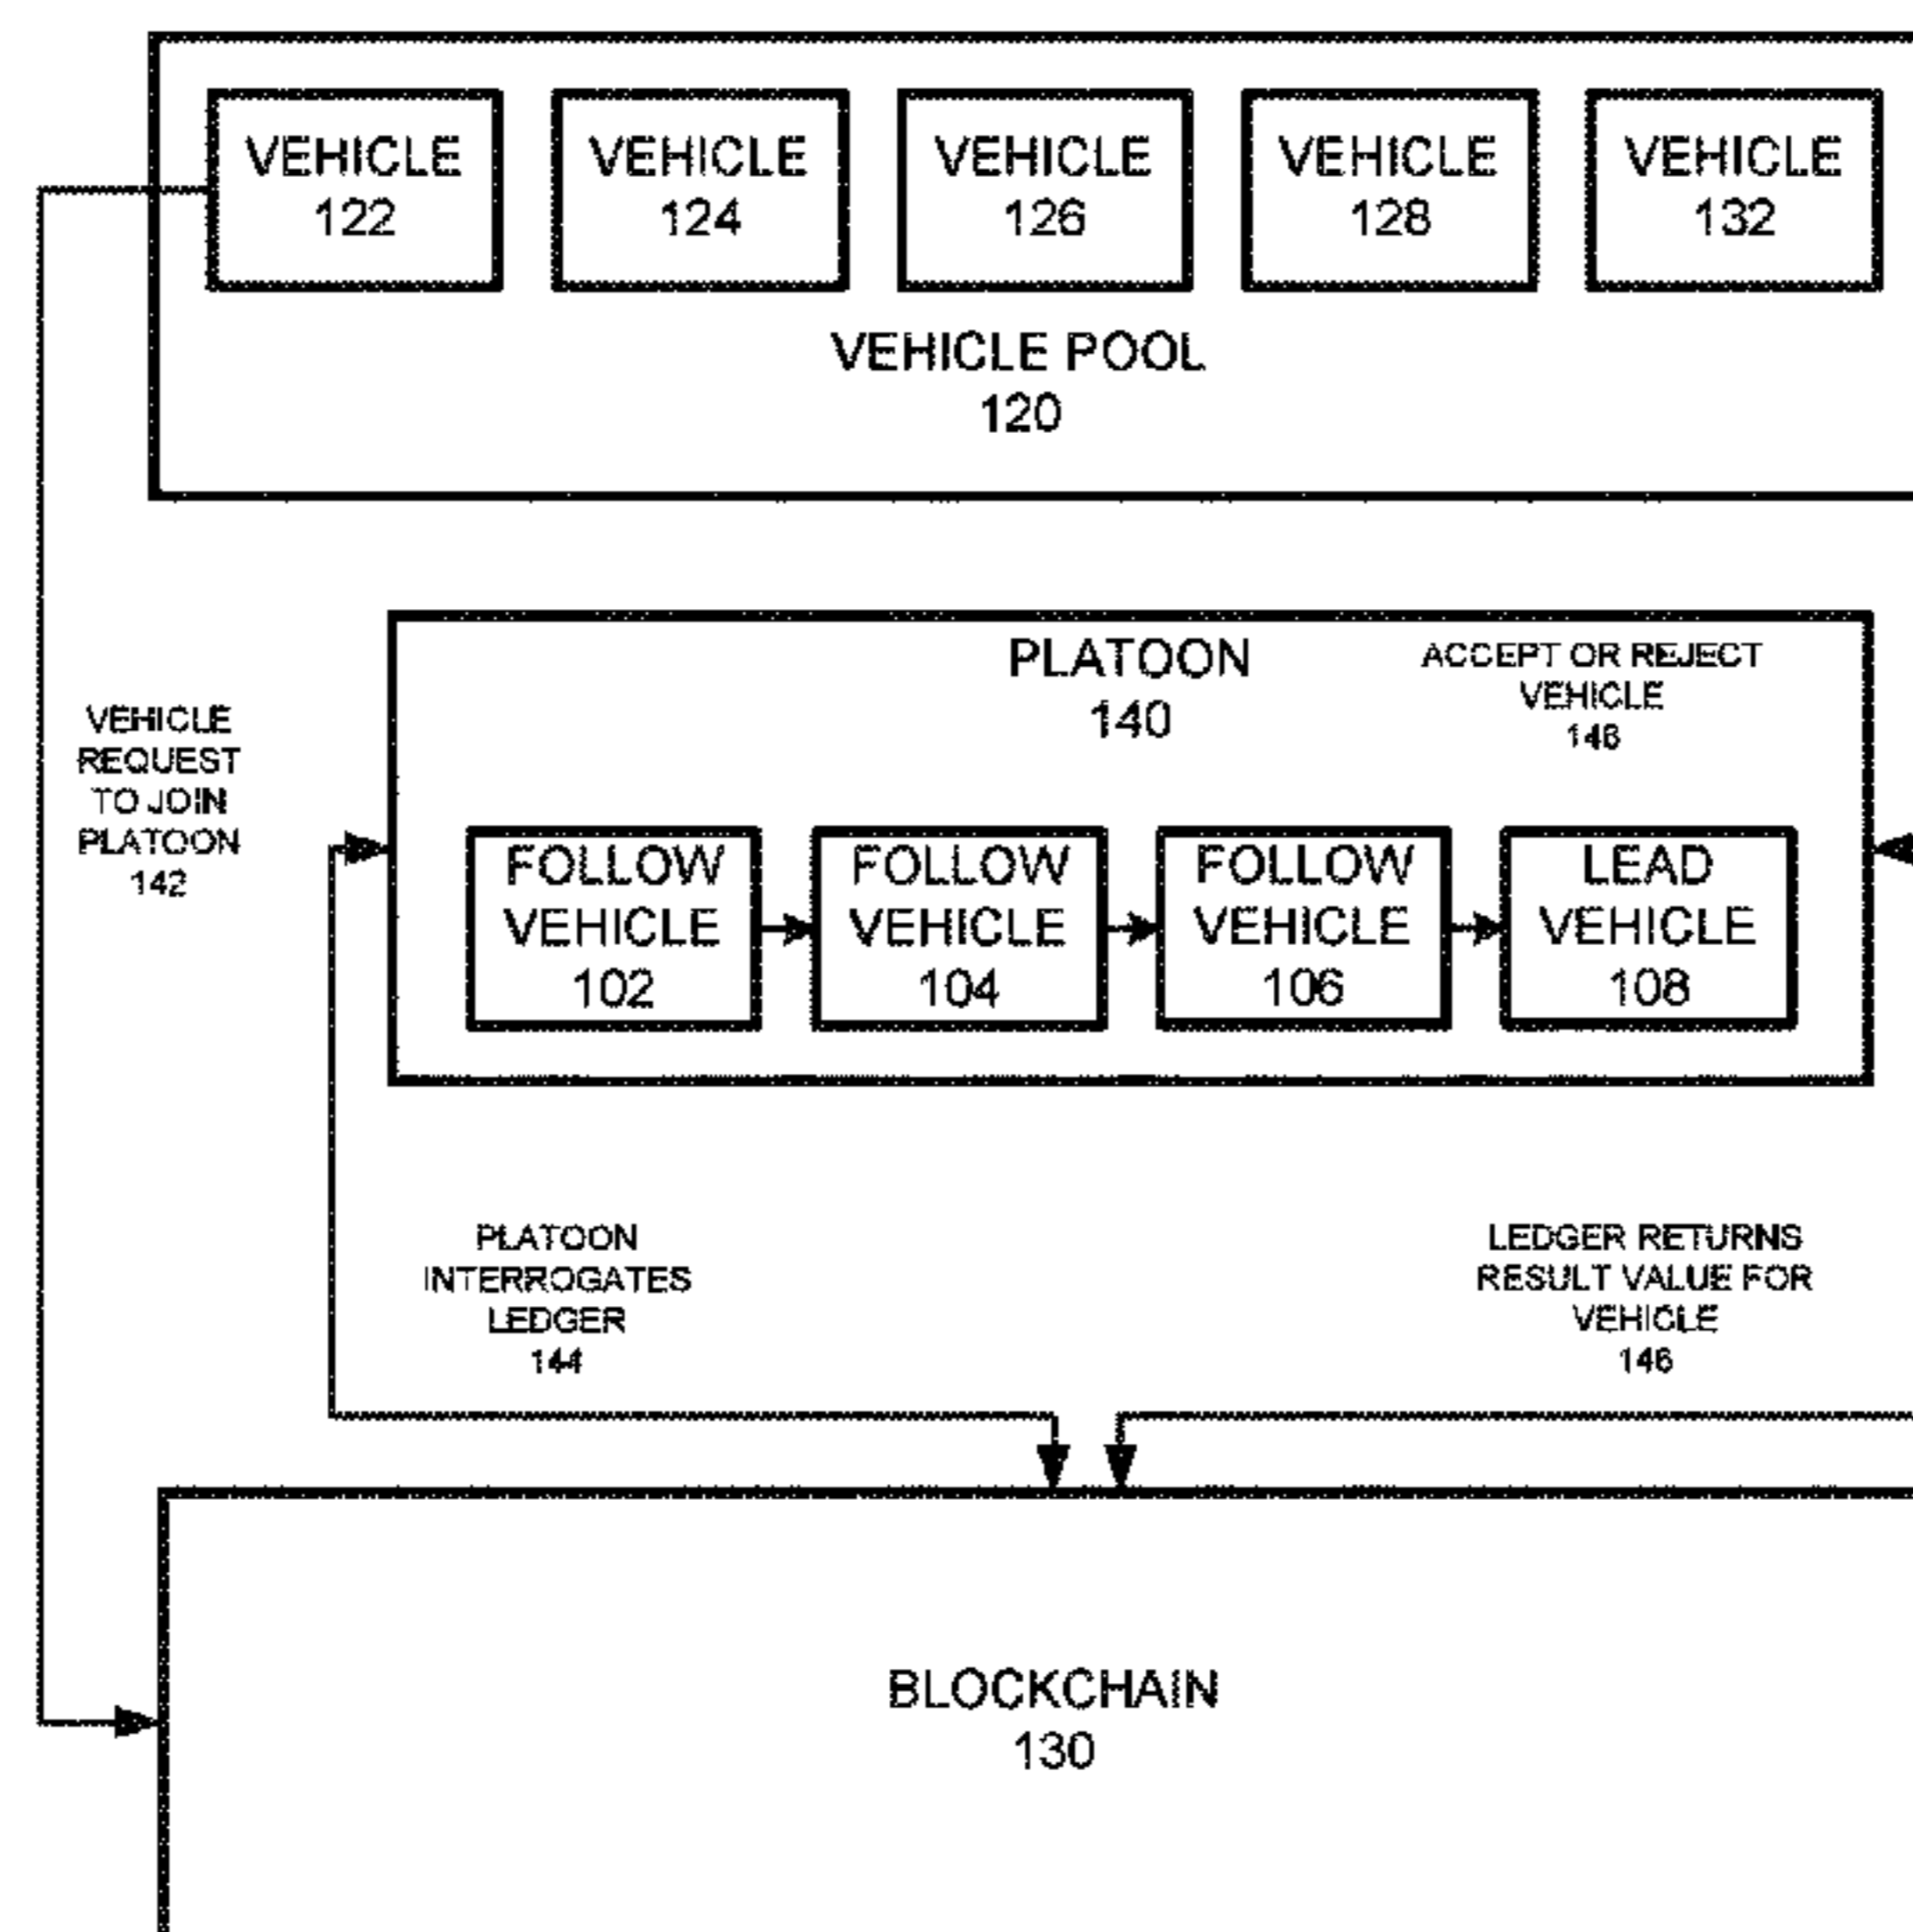 VEHICLE
122
VEHICLE
124
VEHICLE
126
VEHICLE
128
VEHICLE
132
VEHICLE POOL
120
VEHICLE
REQUEST
TO JOIN
PLATOON
142
PLATOON
140
ACCEPT OR REJECT
VEHICLE
FOLLOW
VEHICLE
102
FOLLOW
VEHICLE
104
FOLLOW
VEHICLE
106
LEAD
VEHICLE
108
PLATOON
INTERROGATES
LEDGER
144
LEDGER RETURNS
RESULT VALUE FOR
VEHICLE
146
BLOCKCHAIN
130